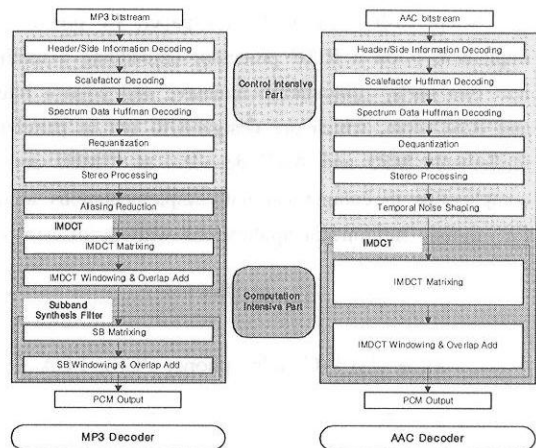 MP3 bitstream
Header/Side Information Decoding
Scalefactor Decoding
Spectrum Data Huffman Decoding
Requantization
Stereo Processing
Aliasing Reduction
IMDCT
IMDCT Matrixing
IMDCT Windowing & Overlap Add
Subband
Synthesis Filter
SB Matrixing
SB Windowing & Overlap Add
PCM Output
MP3 Decoder
Control Intensive
Part
Computation
Intensive Part
AAC bitstream
Header/Side Information Decoding
Scalefactor Huffman Decoding
Spectrum Data Huffman Decoding
Dequantization
Stereo Processing
Temporal Noise Shaping
IMDCT
IMDCT Matrixing
IMDCT Windowing & Overlap Add
PCM Output
AAC Decoder